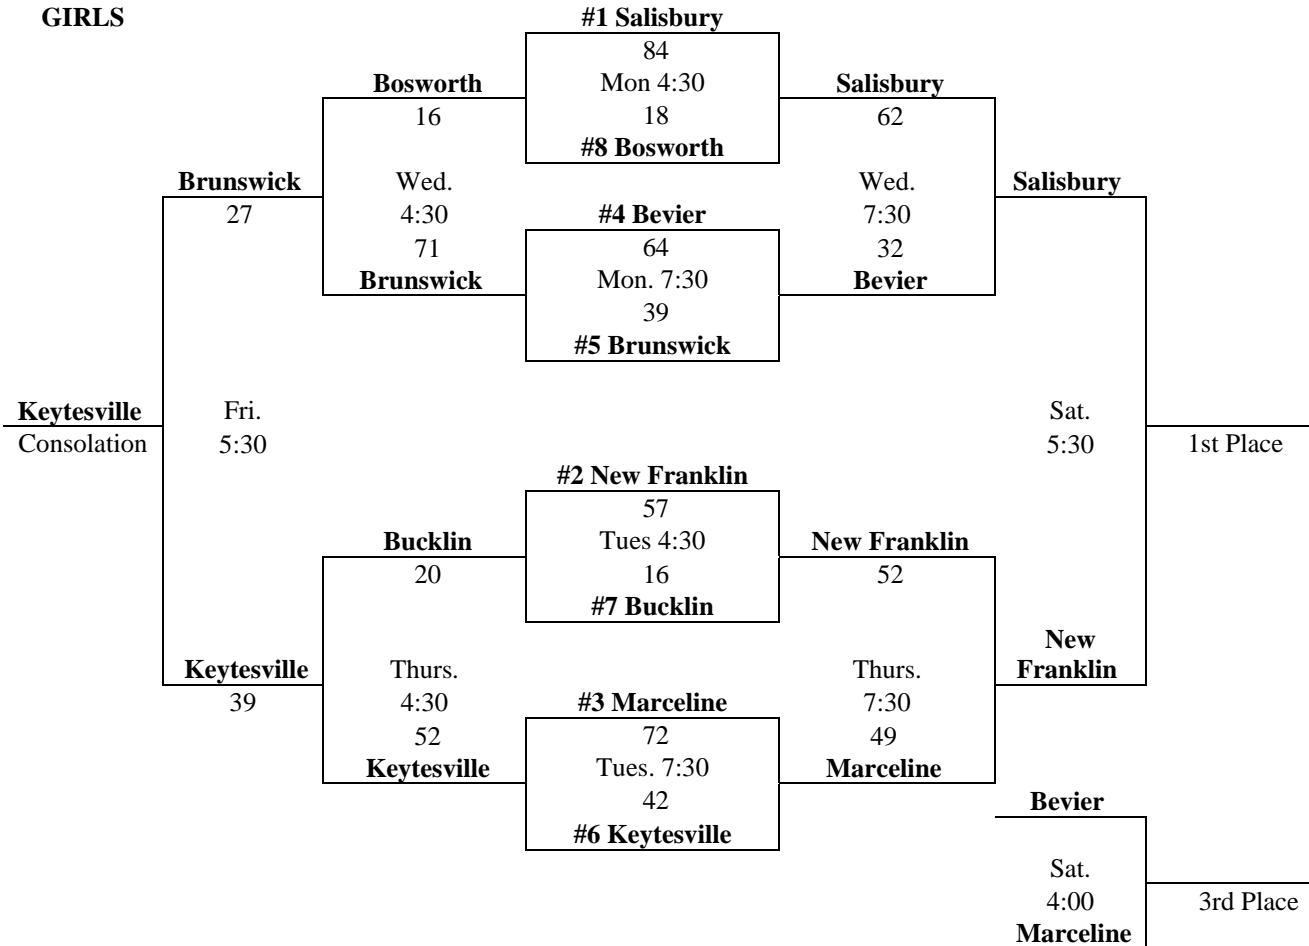 GIRLS
#1 Salisbury
84
Bosworth
Mon 4:30
Salisbury
16
18
62
#8 Bosworth
Brunswick
Wed.
Wed.
Salisbury
27
4:30
#4 Bevier
7:30
71
64
32
Brunswick
Mon. 7:30
Bevier
39
#5 Brunswick
Keytesville
Fri.
Sat.
Consolation
5:30
5:30
1st Place
#2 New Franklin
57
Bucklin
Tues 4:30
New Franklin
20
16
52
#7 Bucklin
New
Franklin
Keytesville
Thurs.
Thurs.
39
4:30
#3 Marceline
7:30
52
72
49
Keytesville
Tues. 7:30
Marceline
42
Bevier
#6 Keytesville
Sat.
4:00
3rd Place
Marceline